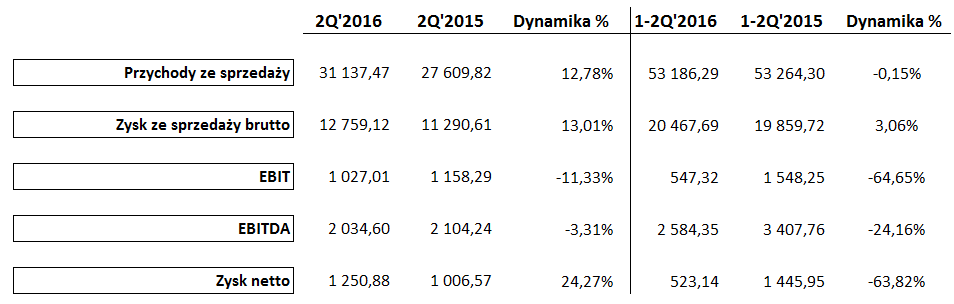 2Q'2016 2Q'2015 Dynamika % 1-2Q'2016 1-2Q'2015 Dynamika %
Przychody ze sprzedaży 31 137,47 27 609,82 12,78% 53 186,29 53 264,30 -0,15%
Zysk ze sprzedaży brutto 12 759,12 11 290,61 13,01% 20 467,69 19 859,72 3,06%
EBIT 1 027,01 1 158,29 -11,33% 547,32 1 548,25 -64,65%
EBITDA 2 034,60 2 104,24 -3,31% 2 584,35 3 407,76 -24,16%
Zysk netto 1 250,88 1 006,57 24,27% 523,14 1 445,95 -63,82%